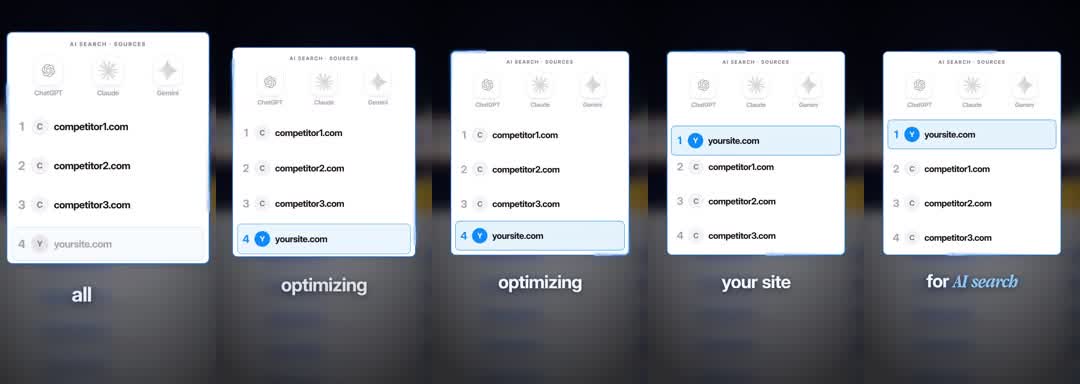 AI SEARCH · SOURCES
ChatGPT Claude Gemini
1 C competitor1.com
2 C competitor2.com
3 C competitor3.com
4 Y yoursite.com
all
AI SEARCH · SOURCES
ChatGPT Claude Gemini
1 C competitor1.com
2 C competitor2.com
3 C competitor3.com
4 Y yoursite.com
optimizing
AI SEARCH · SOURCES
ChatGPT Claude Gemini
1 C competitor1.com
2 C competitor2.com
3 C competitor3.com
4 Y yoursite.com
optimizing
AI SEARCH · SOURCES
ChatGPT Claude Gemini
1 Y yoursite.com
2 C competitor1.com
3 C competitor2.com
4 C competitor3.com
your site
AI SEARCH · SOURCES
ChatGPT Claude Gemini
1 Y yoursite.com
2 C competitor1.com
3 C competitor2.com
4 C competitor3.com
for AI search